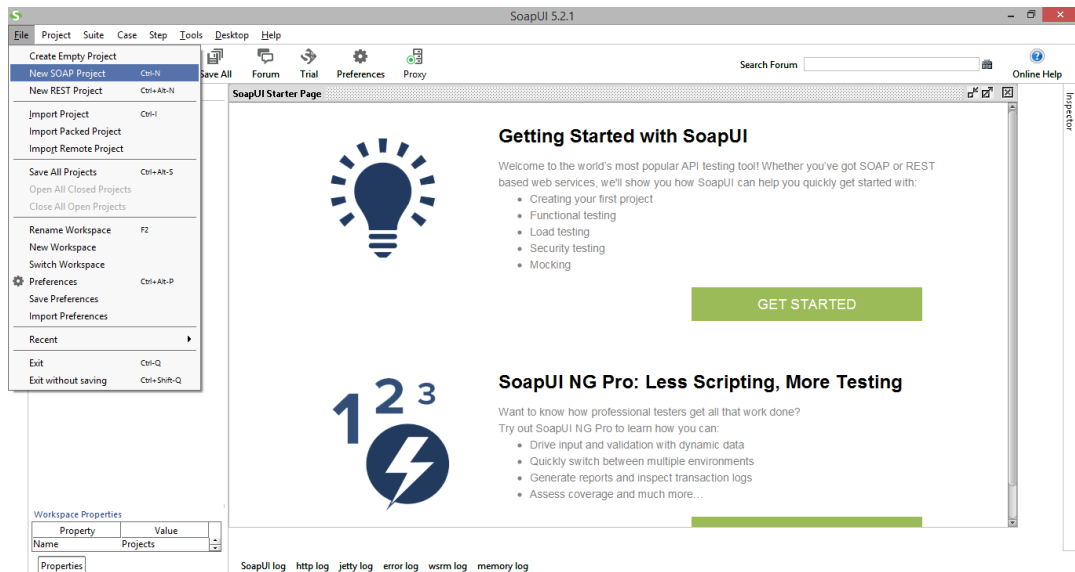 SoapUI 5.2.1
File Project Suite Case Step Tools Desktop Help
Create Empty Project
New SOAP Project Ctrl-N
New REST Project Ctrl+Alt-N
Import Project Ctrl-I
Import Packed Project
Import Remote Project
Save All Projects Ctrl+Alt-S
Open All Closed Projects
Close All Open Projects
Rename Workspace F2
New Workspace
Switch Workspace
Preferences Ctrl+Alt-P
Save Preferences
Import Preferences
Recent
Exit Ctrl-Q
Exit without saving Ctrl+Shift-Q
Save All Forum Trial Preferences Proxy
Search Forum
Online Help
SoapUI Starter Page
Inspector
Getting Started with SoapUI
Welcome to the world's most popular API testing tool! Whether you've got SOAP or REST
based web services, we'll show you how SoapUI can help you quickly get started with:
• Creating your first project
• Functional testing
• Load testing
• Security testing
• Mocking
GET STARTED
1 2 3
SoapUI NG Pro: Less Scripting, More Testing
Want to know how professional testers get all that work done?
Try out SoapUI NG Pro to learn how you can:
• Drive input and validation with dynamic data
• Quickly switch between multiple environments
• Generate reports and inspect transaction logs
• Assess coverage and much more…
Workspace Properties
Property Value
Name Projects
Properties
SoapUI log http log jetty log error log wsrm log memory log